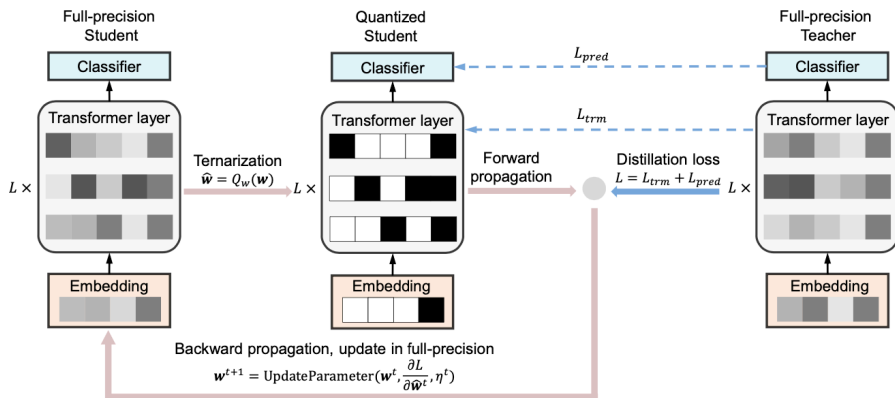 Full-precision
Student
Classifier
Transformer layer
L ×
Embedding
Ternarization
ŵ = Q_w(w)
Quantized
Student
Classifier
Transformer layer
L ×
Embedding
L_pred
L_trm
Forward
propagation
Distillation loss
L = L_trm + L_pred
Full-precision
Teacher
Classifier
Transformer layer
L ×
Embedding
Backward propagation, update in full-precision
w^{t+1} = UpdateParameter(w^t, ∂L/∂ŵ^t, η^t)